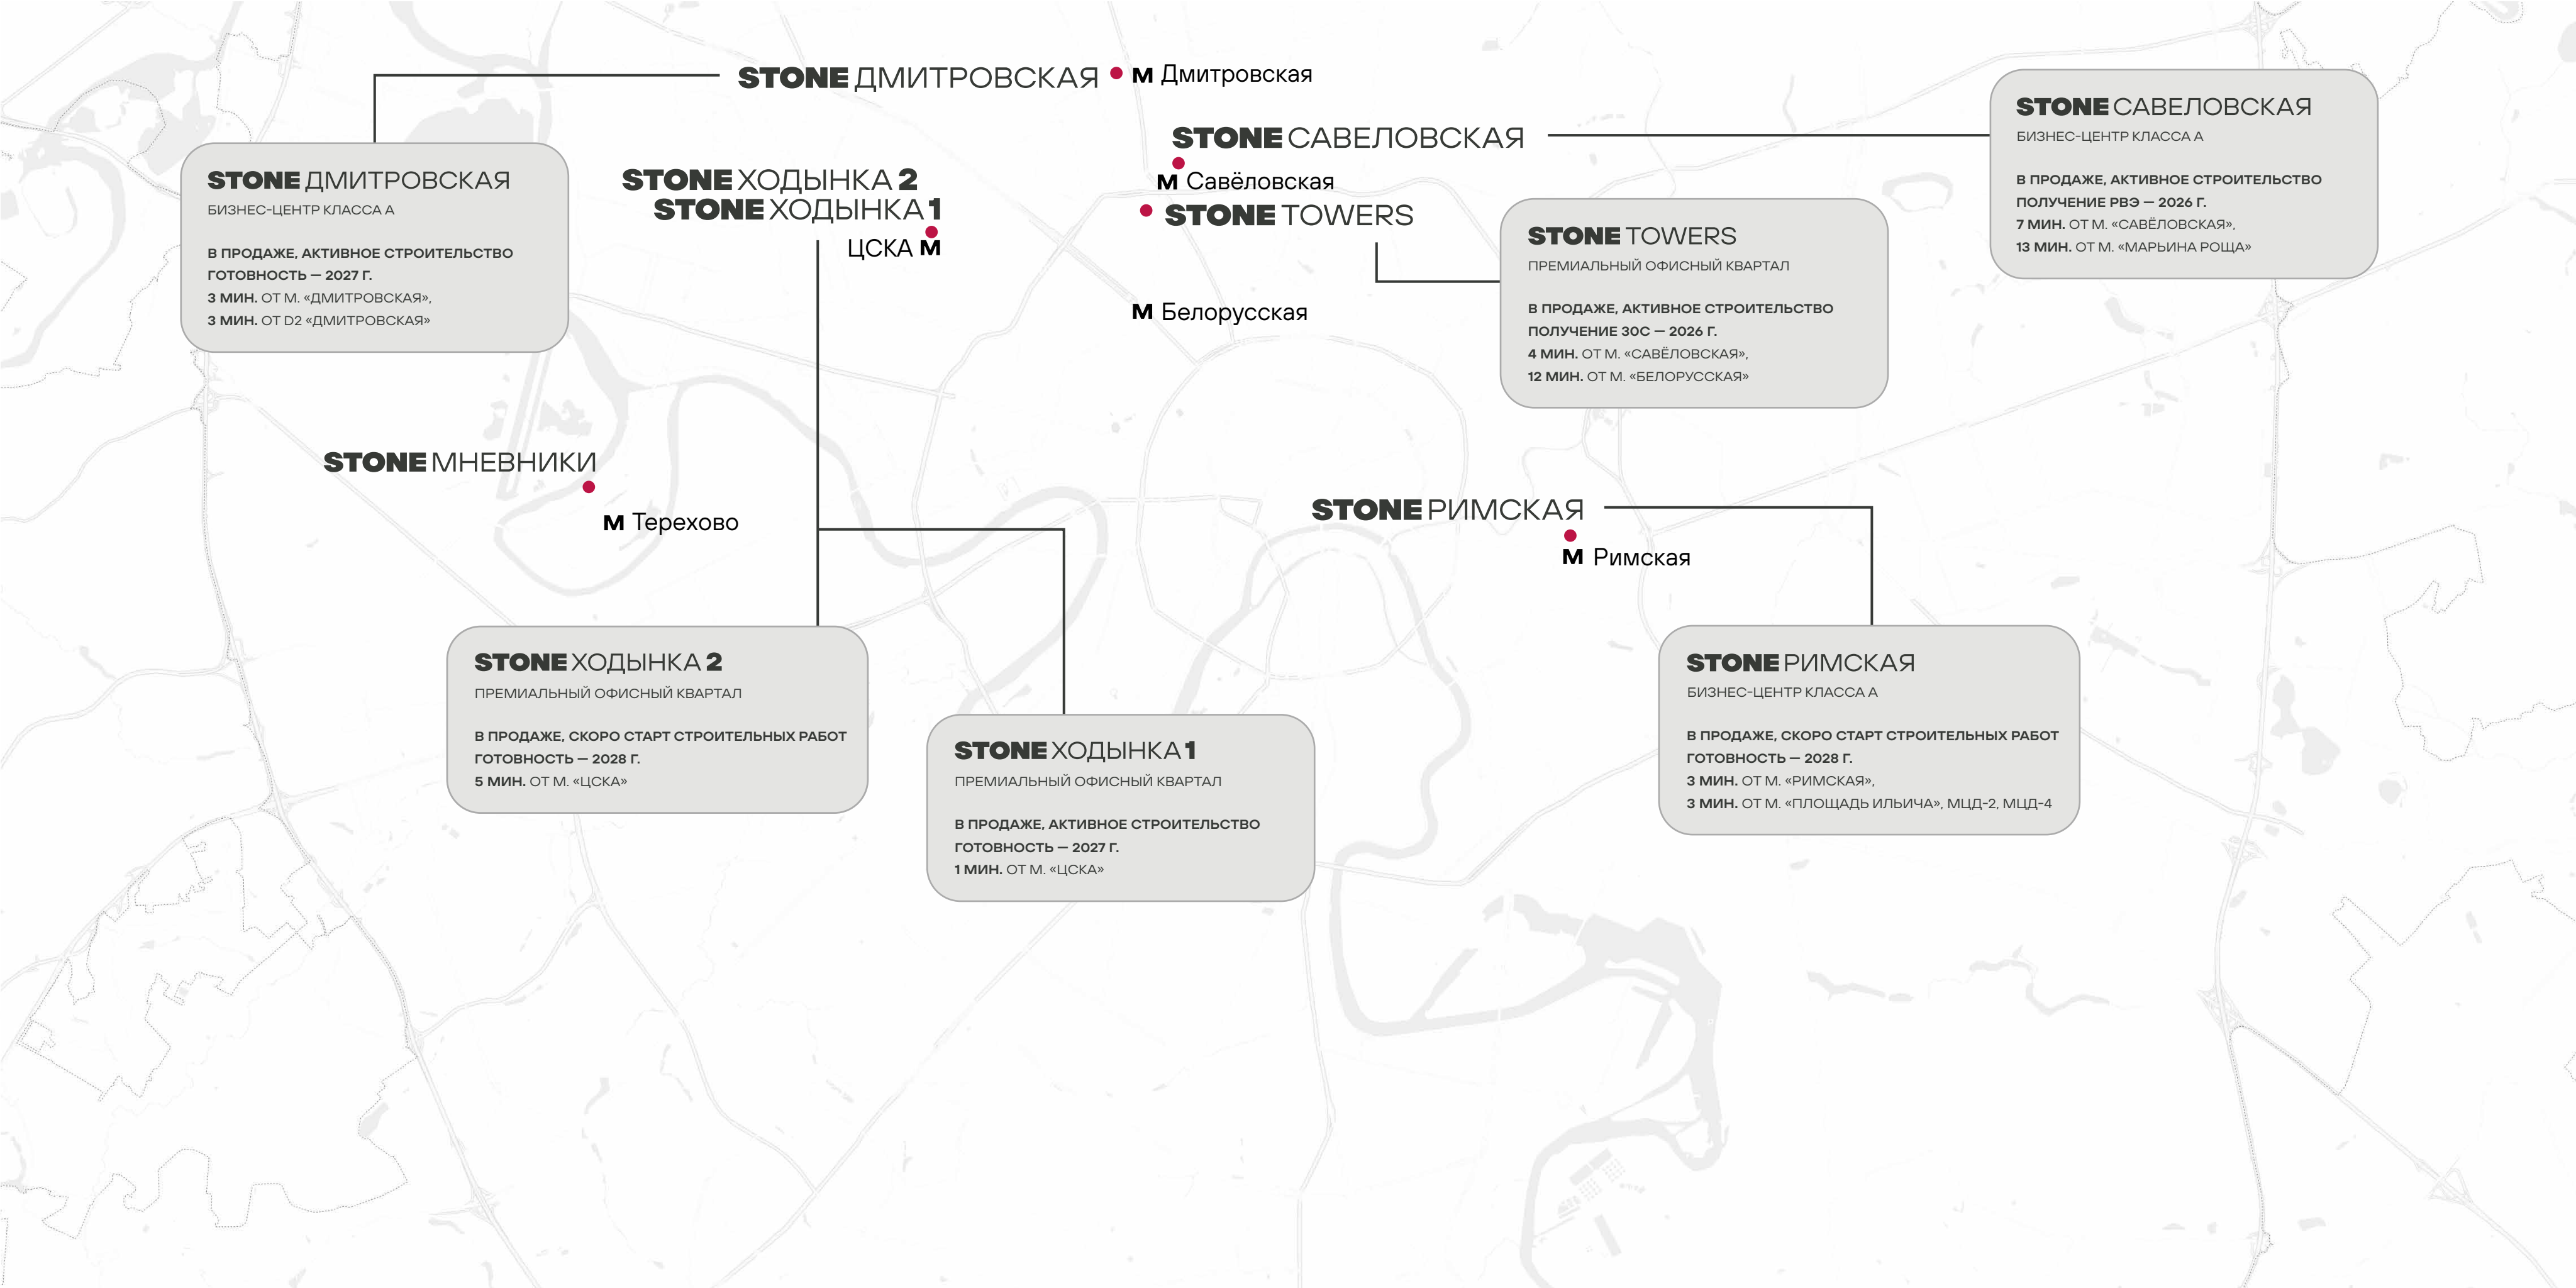 STONE ДМИТРОВСКАЯ
М Дмитровская
STONE САВЕЛОВСКАЯ
М Савёловская
STONE ХОДЫНКА 2
STONE ХОДЫНКА 1
ЦСКА М
STONE TOWERS
М Белорусская
STONE МНЕВНИКИ
М Терехово
STONE РИМСКАЯ
М Римская
STONE ДМИТРОВСКАЯ
БИЗНЕС-ЦЕНТР КЛАССА А
В ПРОДАЖЕ, АКТИВНОЕ СТРОИТЕЛЬСТВО
ГОТОВНОСТЬ — 2027 Г.
3 МИН. ОТ М. «ДМИТРОВСКАЯ»,
3 МИН. ОТ D2 «ДМИТРОВСКАЯ»
STONE САВЕЛОВСКАЯ
БИЗНЕС-ЦЕНТР КЛАССА А
В ПРОДАЖЕ, АКТИВНОЕ СТРОИТЕЛЬСТВО
ПОЛУЧЕНИЕ РВЭ — 2026 Г.
7 МИН. ОТ М. «САВЁЛОВСКАЯ»,
13 МИН. ОТ М. «МАРЬИНА РОЩА»
STONE TOWERS
ПРЕМИАЛЬНЫЙ ОФИСНЫЙ КВАРТАЛ
В ПРОДАЖЕ, АКТИВНОЕ СТРОИТЕЛЬСТВО
ПОЛУЧЕНИЕ ЗОС — 2026 Г.
4 МИН. ОТ М. «САВЁЛОВСКАЯ»,
12 МИН. ОТ М. «БЕЛОРУССКАЯ»
STONE ХОДЫНКА 2
ПРЕМИАЛЬНЫЙ ОФИСНЫЙ КВАРТАЛ
В ПРОДАЖЕ, СКОРО СТАРТ СТРОИТЕЛЬНЫХ РАБОТ
ГОТОВНОСТЬ — 2028 Г.
5 МИН. ОТ М. «ЦСКА»
STONE ХОДЫНКА 1
ПРЕМИАЛЬНЫЙ ОФИСНЫЙ КВАРТАЛ
В ПРОДАЖЕ, АКТИВНОЕ СТРОИТЕЛЬСТВО
ГОТОВНОСТЬ — 2027 Г.
1 МИН. ОТ М. «ЦСКА»
STONE РИМСКАЯ
БИЗНЕС-ЦЕНТР КЛАССА А
В ПРОДАЖЕ, СКОРО СТАРТ СТРОИТЕЛЬНЫХ РАБОТ
ГОТОВНОСТЬ — 2028 Г.
3 МИН. ОТ М. «РИМСКАЯ»,
3 МИН. ОТ М. «ПЛОЩАДЬ ИЛЬИЧА», МЦД-2, МЦД-4